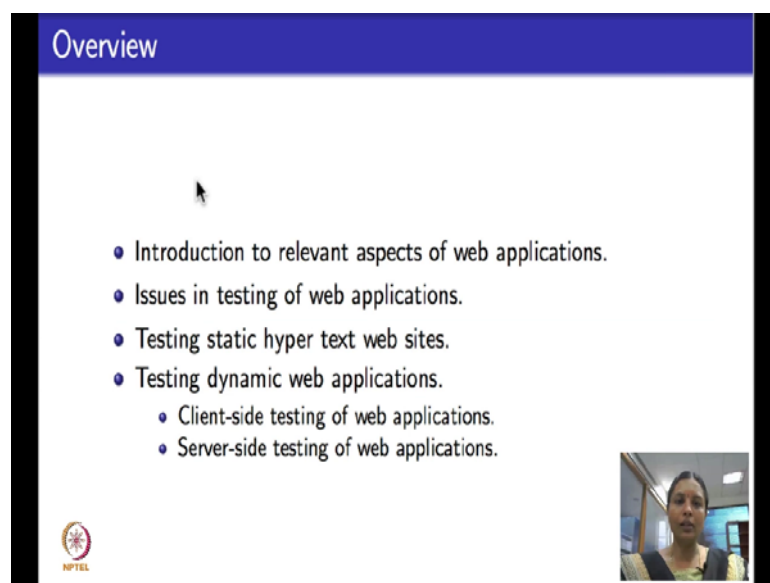 Overview
Introduction to relevant aspects of web applications.
Issues in testing of web applications.
Testing static hyper text web sites.
Testing dynamic web applications.
Client-side testing of web applications.
Server-side testing of web applications.
NPTEL